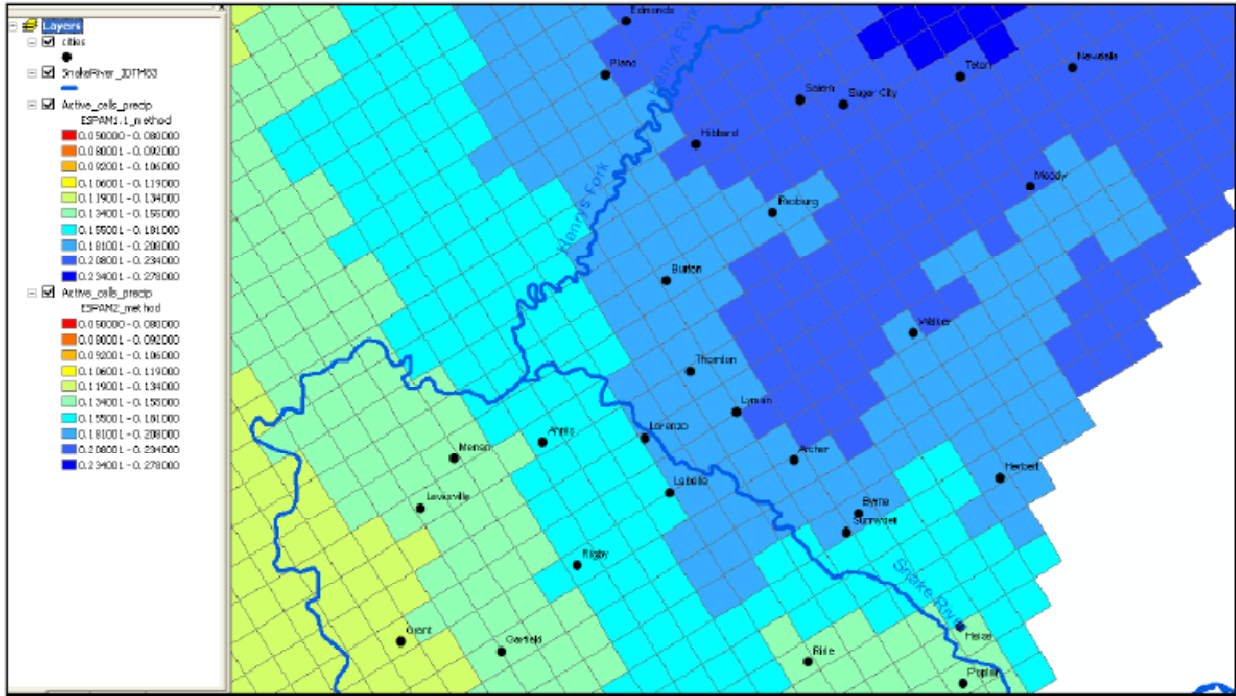 Layers
cities
SnakeRiver_IDTM83
Active_cells_precip
ESPAM1.1_method
0.050000 - 0.080000
0.080001 - 0.092000
0.092001 - 0.106000
0.106001 - 0.119000
0.119001 - 0.134000
0.134001 - 0.155000
0.155001 - 0.181000
0.181001 - 0.208000
0.208001 - 0.234000
0.234001 - 0.278000
Active_cells_precip
ESPAM2_method
0.050000 - 0.080000
0.080001 - 0.092000
0.092001 - 0.106000
0.106001 - 0.119000
0.119001 - 0.134000
0.134001 - 0.155000
0.155001 - 0.181000
0.181001 - 0.208000
0.208001 - 0.234000
0.234001 - 0.278000
Edmonds
Plano
Teton
Newdale
Salem
Sugar City
Henrys Fork
Hibbard
Moody
Rexburg
Henrys Fork
Burton
Walker
Thornton
Lyman
Lorenzo
Annis
Menan
Archer
Herbert
Labelle
Lewisville
Byrne
Sunnydell
Rigby
Snake River
Heise
Grant
Garfield
Ririe
Poplar